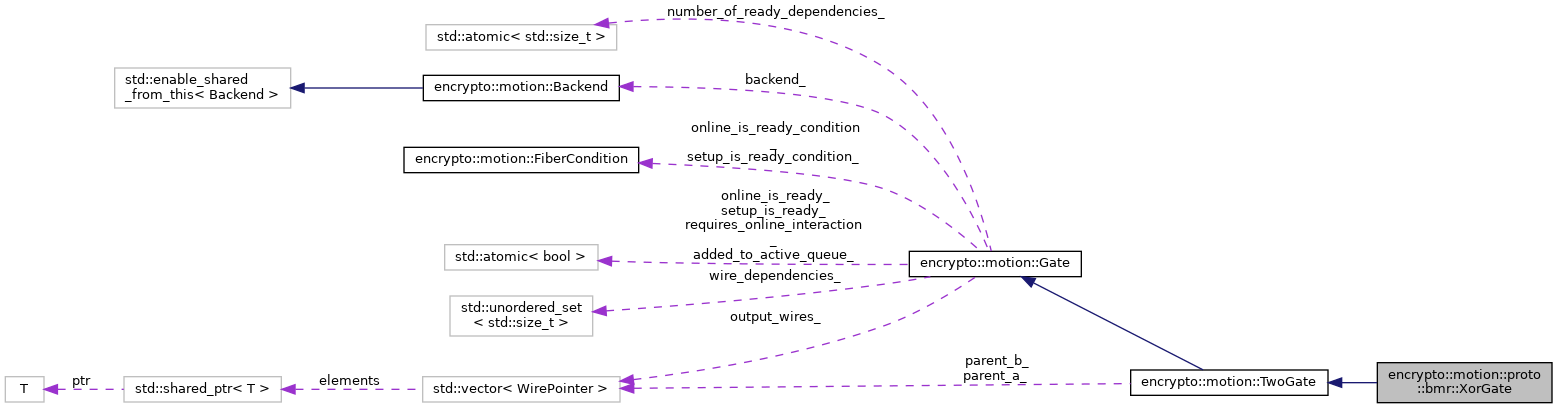 number_of_ready_dependencies_
std::atomic< std::size_t >
std::enable_shared
_from_this< Backend >
encrypto::motion::Backend
backend_
online_is_ready_condition
_
setup_is_ready_condition_
encrypto::motion::FiberCondition
online_is_ready_
setup_is_ready_
requires_online_interaction
_
added_to_active_queue_
std::atomic< bool >
encrypto::motion::Gate
wire_dependencies_
std::unordered_set
< std::size_t >
output_wires_
parent_b_
parent_a_
T
ptr
std::shared_ptr< T >
elements
std::vector< WirePointer >
encrypto::motion::TwoGate
encrypto::motion::proto
::bmr::XorGate